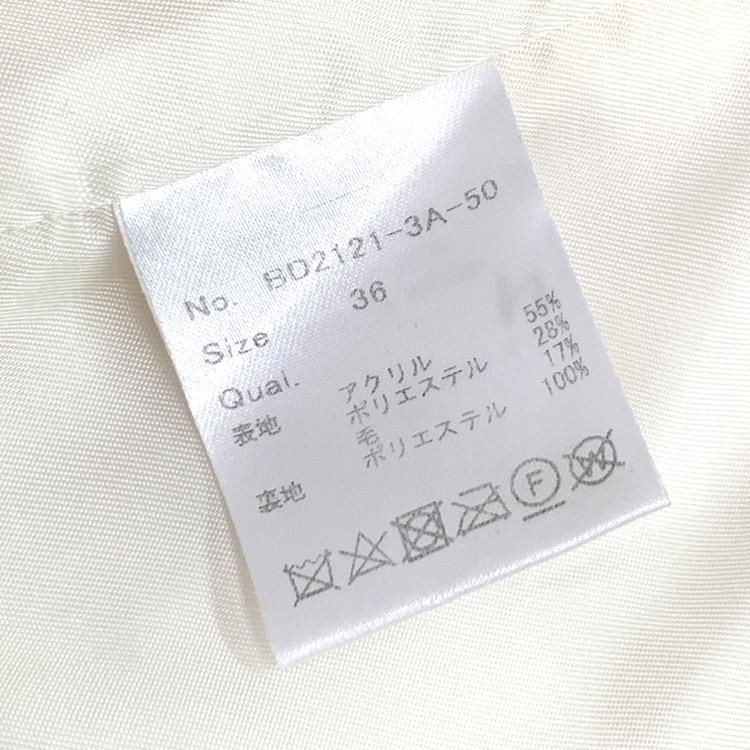 No. BD2121-3A-50
Size 36
Qual.
表地 アクリル 55%
ポリエステル 28%
毛 17%
裏地 ポリエステル 100%
F W